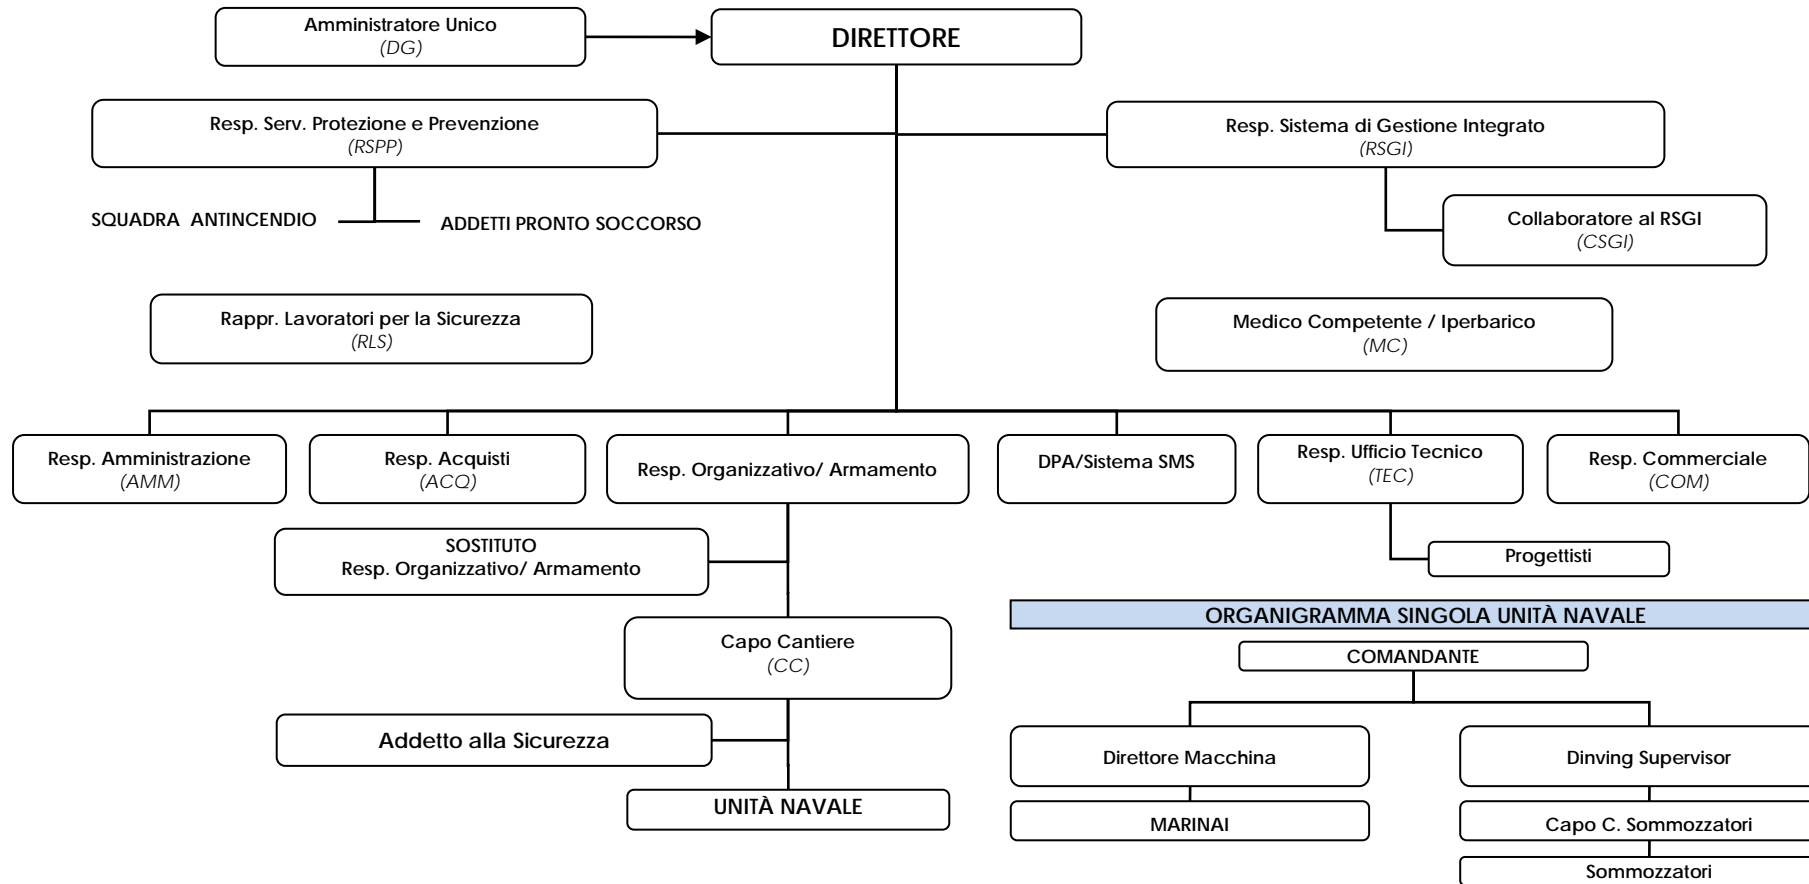 Amministratore Unico
(DG)
DIRETTORE
Resp. Serv. Protezione e Prevenzione
(RSPP)
Resp. Sistema di Gestione Integrato
(RSGI)
SQUADRA ANTINCENDIO
ADDETTI PRONTO SOCCORSO
Collaboratore al RSGI
(CSGI)
Rappr. Lavoratori per la Sicurezza
(RLS)
Medico Competente / Iperbarico
(MC)
Resp. Amministrazione
(AMM)
Resp. Acquisti
(ACQ)
Resp. Organizzativo/ Armamento
DPA/Sistema SMS
Resp. Ufficio Tecnico
(TEC)
Resp. Commerciale
(COM)
SOSTITUTO
Resp. Organizzativo/ Armamento
Progettisti
Capo Cantiere
(CC)
Addetto alla Sicurezza
UNITÀ NAVALE
ORGANIGRAMMA SINGOLA UNITÀ NAVALE
COMANDANTE
Direttore Macchina
Dinving Supervisor
MARINAI
Capo C. Sommozzatori
Sommozzatori